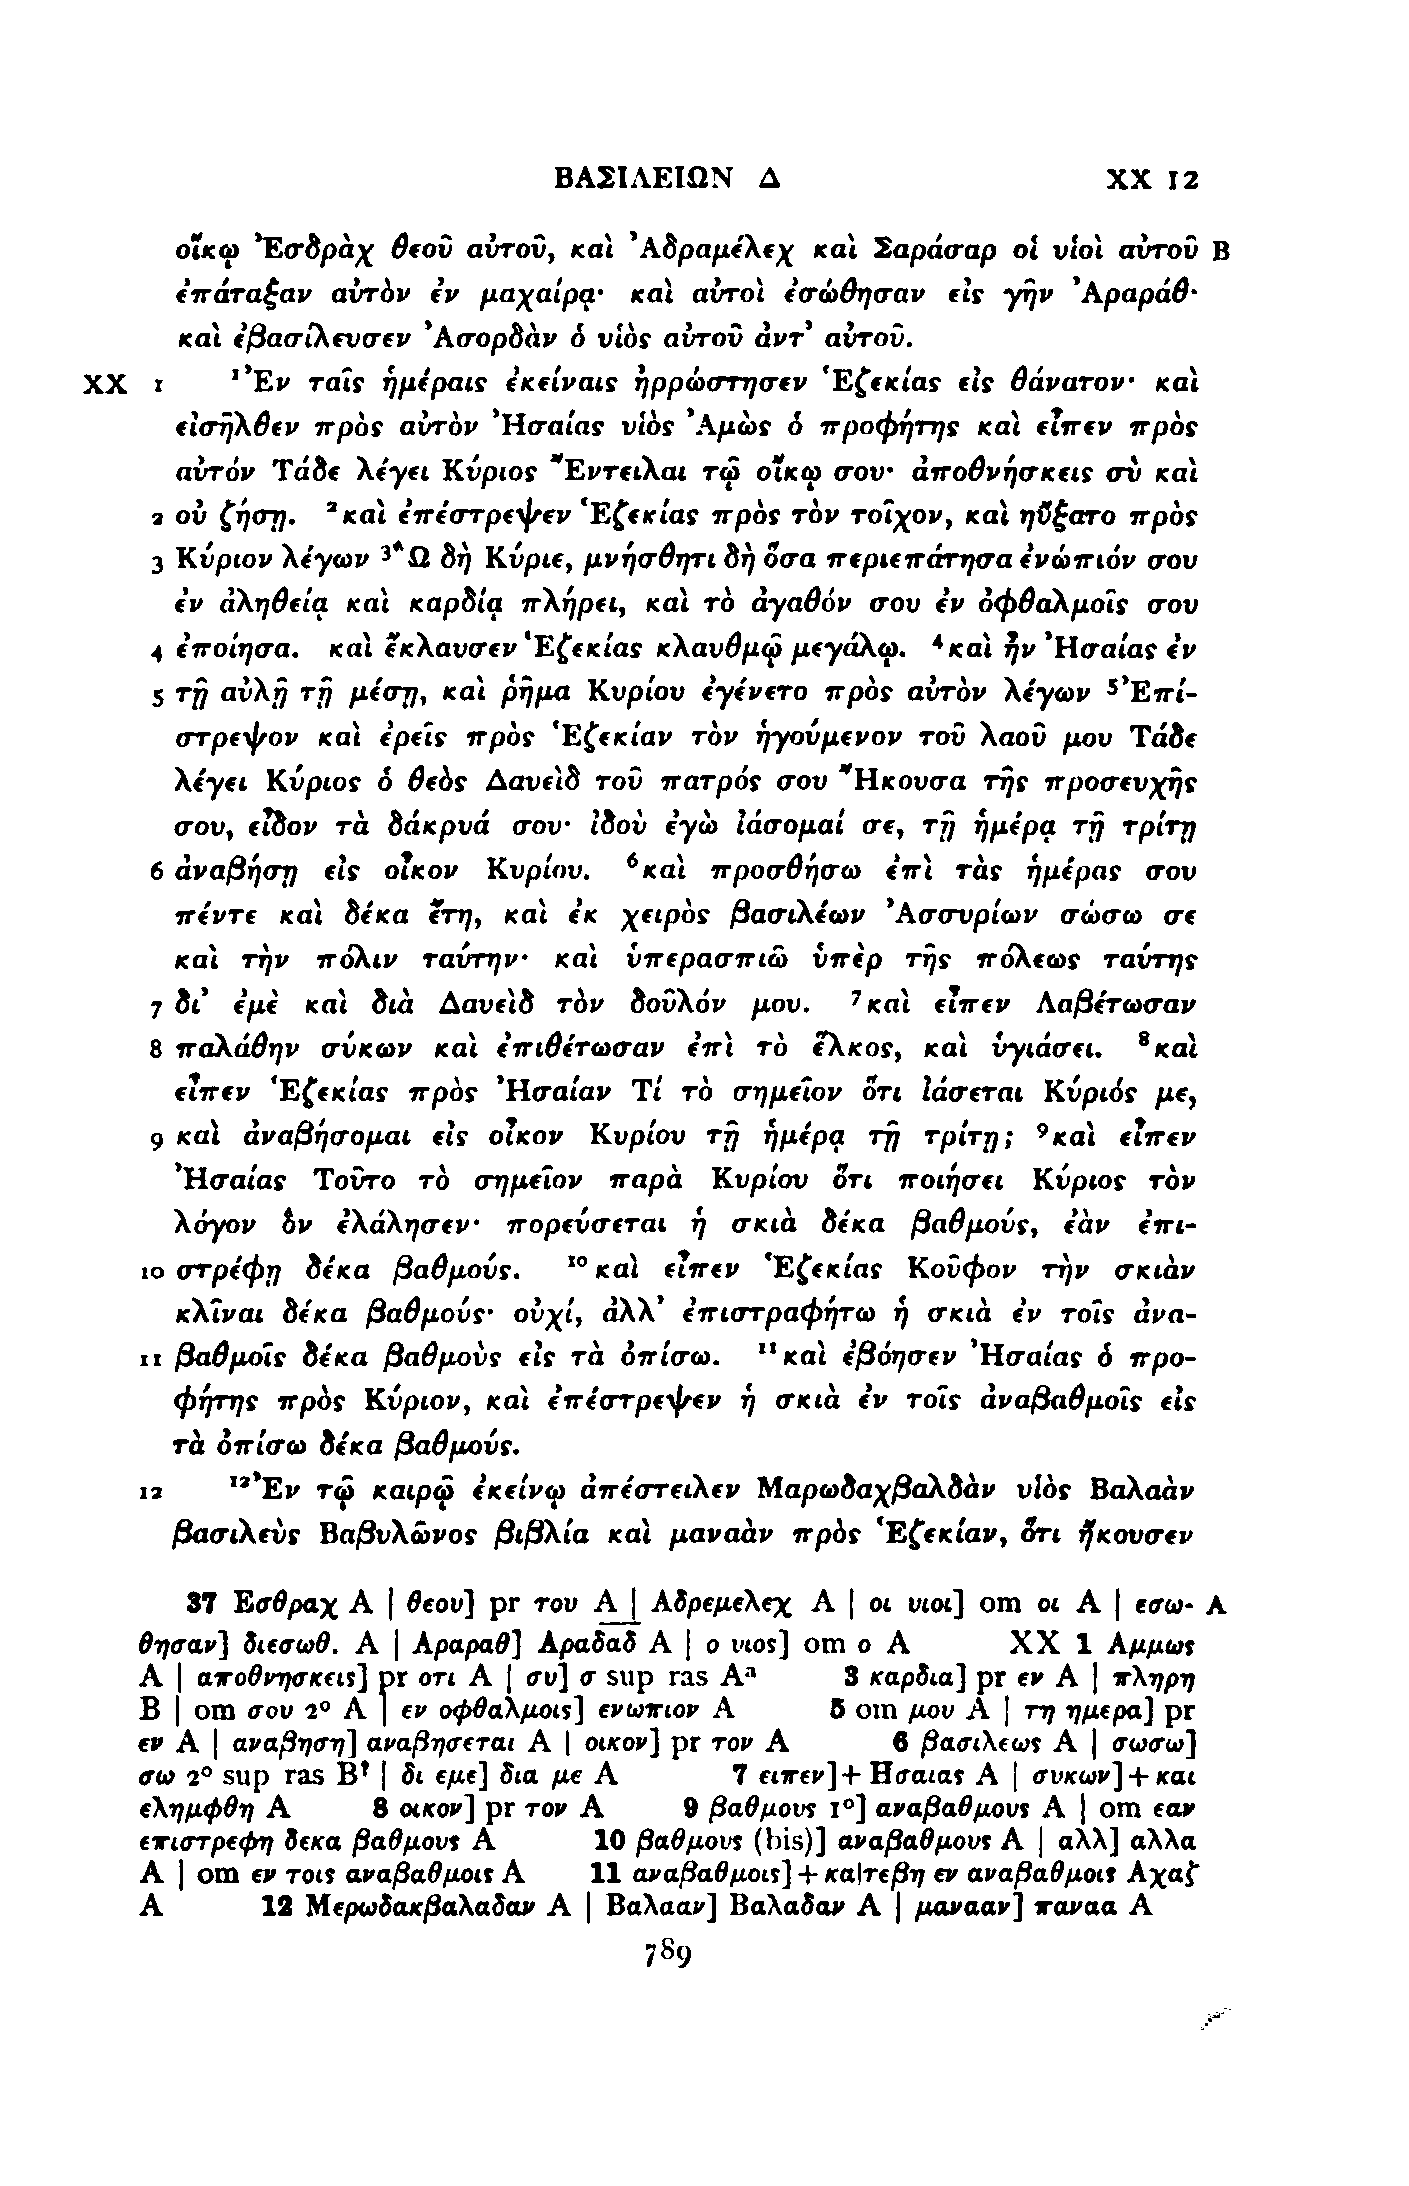 ΒΑΣΙΛΕΙΩΝ Δ XX 12
οἴκῳ Ἐσδρὰχ θεοῦ αὐτοῦ, καὶ Ἀδραμέλεχ καὶ Σαράσαρ οἱ υἱοὶ αὐτοῦ B
ἐπάταξαν αὐτὸν ἐν μαχαίρᾳ· καὶ αὐτοὶ ἐσώθησαν εἰς γῆν Ἀραράθ·
καὶ ἐβασίλευσεν Ἀσορδὰν ὁ υἱὸς αὐτοῦ ἀντ’ αὐτοῦ.
XX 1 ¹Ἐν ταῖς ἡμέραις ἐκείναις ἠρρώστησεν Ἑζεκίας εἰς θάνατον· καὶ
εἰσῆλθεν πρὸς αὐτὸν Ἠσαίας υἱὸς Ἀμὼς ὁ προφήτης καὶ εἶπεν πρὸς
αὐτόν Τάδε λέγει Κύριος Ἔντειλαι τῷ οἴκῳ σου· ἀποθνήσκεις σὺ καὶ
2 οὐ ζήσῃ. ²καὶ ἐπέστρεψεν Ἑζεκίας πρὸς τὸν τοῖχον, καὶ ηὔξατο πρὸς
3 Κύριον λέγων ³Ὦ δὴ Κύριε, μνήσθητι δὴ ὅσα περιεπάτησα ἐνώπιόν σου
ἐν ἀληθείᾳ καὶ καρδίᾳ πλήρει, καὶ τὸ ἀγαθόν σου ἐν ὀφθαλμοῖς σου
4 ἐποίησα. καὶ ἔκλαυσεν Ἑζεκίας κλαυθμῷ μεγάλῳ. ⁴καὶ ἦν Ἠσαίας ἐν
5 τῇ αὐλῇ τῇ μέσῃ, καὶ ῥῆμα Κυρίου ἐγένετο πρὸς αὐτὸν λέγων ⁵Ἐπί-
στρεψον καὶ ἐρεῖς πρὸς Ἑζεκίαν τὸν ἡγούμενον τοῦ λαοῦ μου Τάδε
λέγει Κύριος ὁ θεὸς Δαυεὶδ τοῦ πατρός σου Ἤκουσα τῆς προσευχῆς
σου, εἶδον τὰ δάκρυά σου· ἰδοὺ ἐγὼ ἰάσομαί σε, τῇ ἡμέρᾳ τῇ τρίτῃ
6 ἀναβήσῃ εἰς οἶκον Κυρίου. ⁶καὶ προσθήσω ἐπὶ τὰς ἡμέρας σου
πέντε καὶ δέκα ἔτη, καὶ ἐκ χειρὸς βασιλέων Ἀσσυρίων σώσω σε
καὶ τὴν πόλιν ταύτην· καὶ ὑπερασπιῶ ὑπὲρ τῆς πόλεως ταύτης
7 δι’ ἐμὲ καὶ διὰ Δαυεὶδ τὸν δοῦλόν μου. ⁷καὶ εἶπεν Λαβέτωσαν
8 παλάθην σύκων καὶ ἐπιθέτωσαν ἐπὶ τὸ ἕλκος, καὶ ὑγιάσει. ⁸καὶ
εἶπεν Ἑζεκίας πρὸς Ἠσαίαν Τί τὸ σημεῖον ὅτι ἰάσεται Κύριός με,
9 καὶ ἀναβήσομαι εἰς οἶκον Κυρίου τῇ ἡμέρᾳ τῇ τρίτῃ; ⁹καὶ εἶπεν
Ἠσαίας Τοῦτο τὸ σημεῖον παρὰ Κυρίου ὅτι ποιήσει Κύριος τὸν
λόγον ὃν ἐλάλησεν· πορεύσεται ἡ σκιὰ δέκα βαθμούς, ἐὰν ἐπι-
10 στρέφῃ δέκα βαθμούς. ¹⁰καὶ εἶπεν Ἑζεκίας Κοῦφον τὴν σκιὰν
κλῖναι δέκα βαθμούς· οὐχί, ἀλλ’ ἐπιστραφήτω ἡ σκιὰ ἐν τοῖς ἀνα-
11 βαθμοῖς δέκα βαθμοὺς εἰς τὰ ὀπίσω. ¹¹καὶ ἐβόησεν Ἠσαίας ὁ προ-
φήτης πρὸς Κύριον, καὶ ἐπέστρεψεν ἡ σκιὰ ἐν τοῖς ἀναβαθμοῖς εἰς
τὰ ὀπίσω δέκα βαθμούς.
12 ¹²Ἐν τῷ καιρῷ ἐκείνῳ ἀπέστειλεν Μαρωδαχβαλδὰν υἱὸς Βαλαὰν
βασιλεὺς Βαβυλῶνος βιβλία καὶ μαναὰν πρὸς Ἑζεκίαν, ὅτι ἤκουσεν
37 Εσθραχ A | θεου] pr του A | Αδρεμελεχ A | οι υιοι] om οι A | εσω- A
θησαν] διεσωθ. A | Αραραθ] Αραδαδ A | ο υιος] om ο A XX 1 Αμμως
A | αποθνησκεις] pr οτι A | συ] σ sup ras Aᵃ 3 καρδια] pr εν A | πληρη
B | om σου 2° A | εν οφθαλμοις] ενωπιον A 5 om μου A | τη ημερα] pr
εν A | αναβηση] αναβησεται A | οικον] pr τον A 6 βασιλεως A | σωσω]
σω 2° sup ras Bᵗ | δι εμε] δια με A 7 ειπεν]+ Ησαιας A | συκων]+ και
ελημφθη A 8 οικον] pr τον A 9 βαθμους 1°] αναβαθμους A | om εαν
επιστρεφη δεκα βαθμους A 10 βαθμους (bis)] αναβαθμους A | αλλ] αλλα
A | om εν τοις αναβαθμοις A 11 αναβαθμοις]+ κα|τεβη εν αναβαθμοις Αχαζ
A 12 Μερωδακβαλαδαν A | Βαλααν] Βαλαδαν A | μανααν] παναα A
789